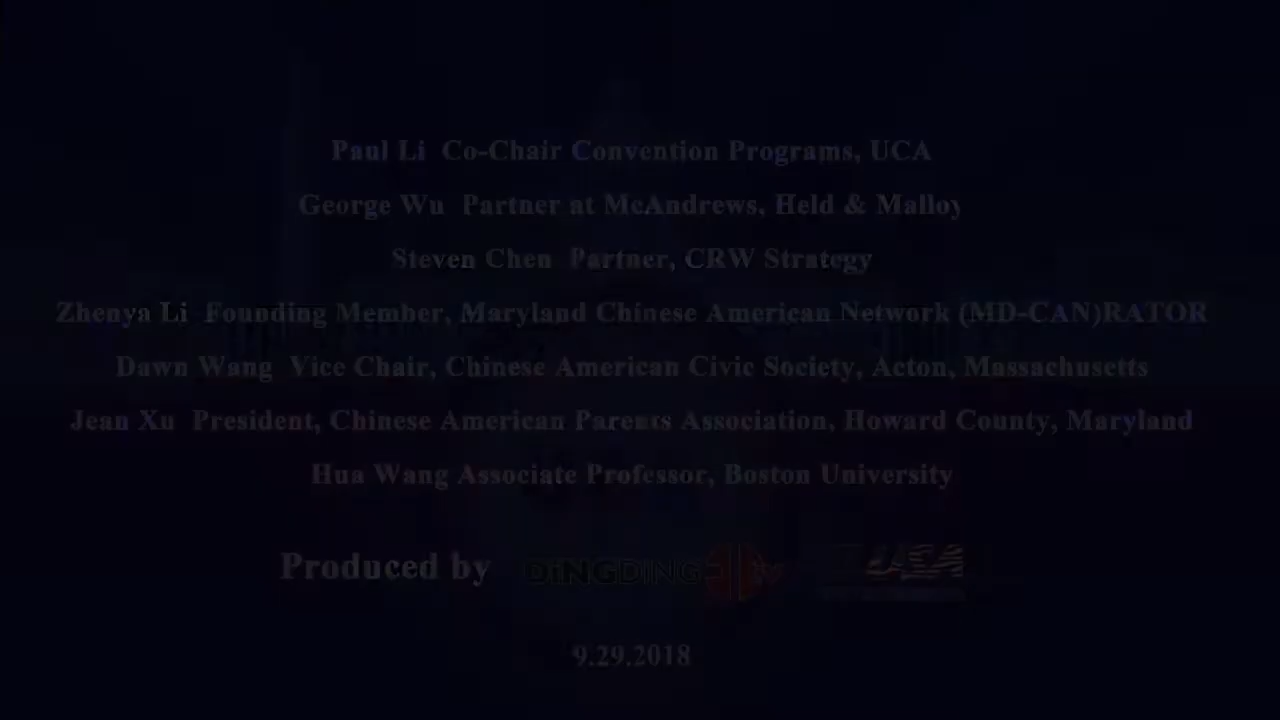 Paul Li Co-Chair Convention Programs, UCA
George Wu Partner at McAndrews, Held & Malloy
Steven Chen Partner, CRW Strategy
Zhenya Li Founding Member, Maryland Chinese American Network (MD-CAN)RATOR
Dawn Wang Vice Chair, Chinese American Civic Society, Acton, Massachusetts
Jean Xu President, Chinese American Parents Association, Howard County, Maryland
Hua Wang Associate Professor, Boston University
Produced by DiNGDING TV USA
9.29.2018